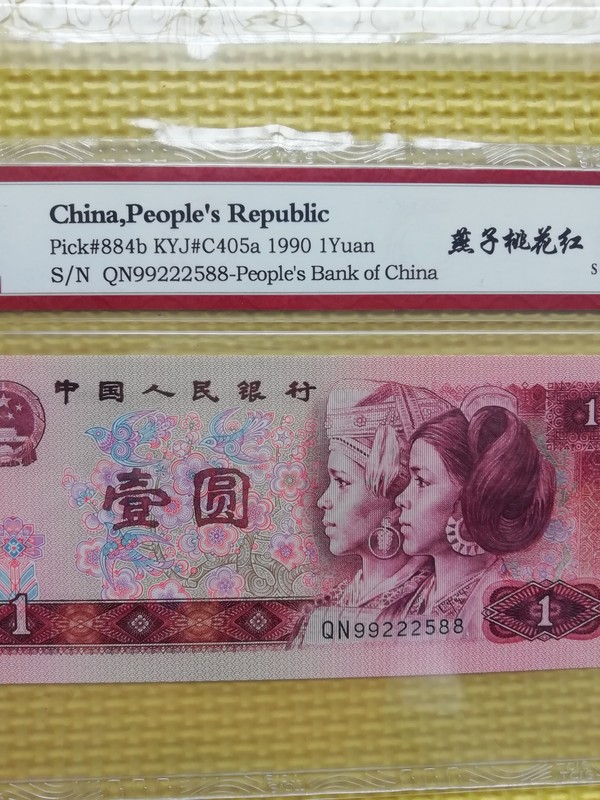 China,People's Republic
Pick#884b KYJ#C405a 1990 1Yuan
S/N QN99222588-People's Bank of China
燕子桃花红
S
中国人民银行
1
壹圆
1
QN99222588
1